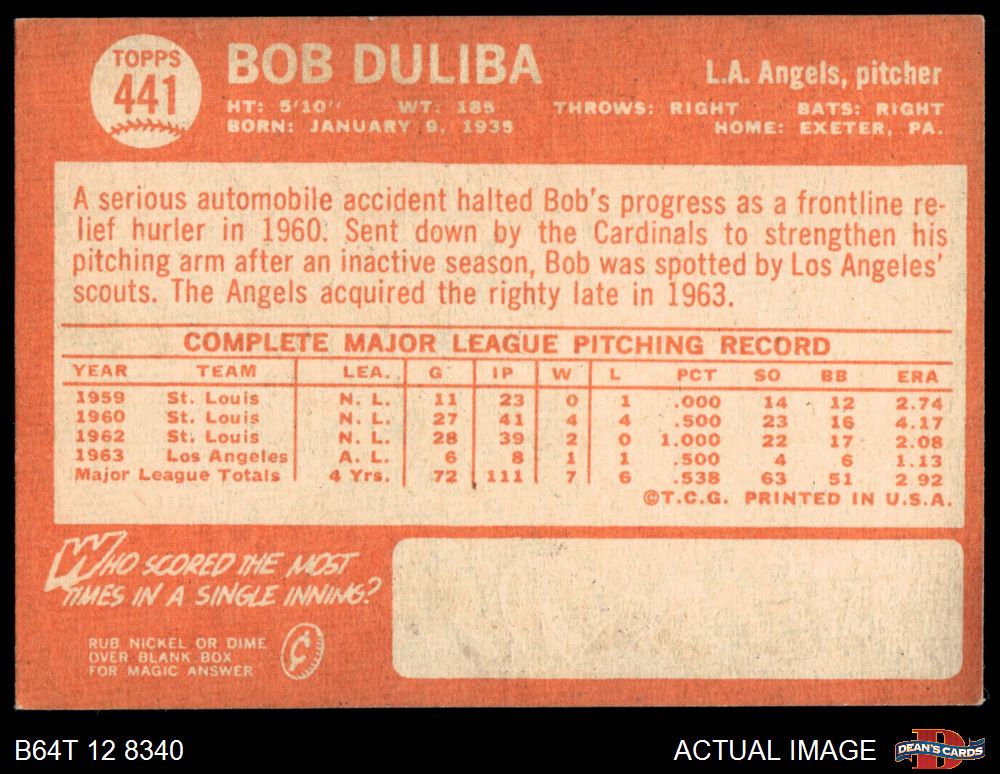 TOPPS
441
BOB DULIBA
L.A. Angels, pitcher
HT: 5'10" WT: 185 THROWS: RIGHT BATS: RIGHT
BORN: JANUARY 9, 1935 HOME: EXETER, PA.
A serious automobile accident halted Bob's progress as a frontline re-
lief hurler in 1960. Sent down by the Cardinals to strengthen his
pitching arm after an inactive season, Bob was spotted by Los Angeles'
scouts. The Angels acquired the righty late in 1963.
COMPLETE MAJOR LEAGUE PITCHING RECORD
YEAR TEAM LEA. G IP W L PCT SO BB ERA
1959 St. Louis N. L. 11 23 0 1 .000 14 12 2.74
1960 St. Louis N. L. 27 41 4 4 .500 23 16 4.17
1962 St. Louis N. L. 28 39 2 0 1.000 22 17 2.08
1963 Los Angeles A. L. 6 8 1 1 .500 4 6 1.13
Major League Totals 4 Yrs. 72 111 7 6 .538 63 51 2 92
©T.C.G. PRINTED IN U.S.A.
WHO SCORED THE MOST
TIMES IN A SINGLE INNING?
RUB NICKEL OR DIME
OVER BLANK BOX
FOR MAGIC ANSWER
¢
B64T 12 8340
ACTUAL IMAGE
D
DEAN'S CARDS